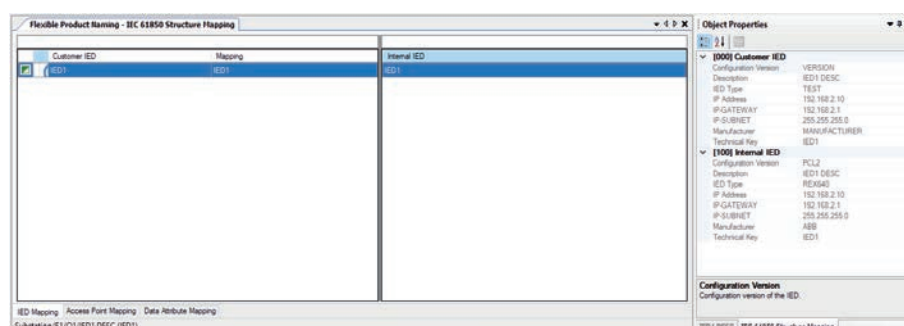 Flexible Product Naming - IEC 61850 Structure Mapping
Customer IED Mapping Internal IED
IED1 IED1 IED1
IED Mapping Access Point Mapping Data Attribute Mapping
Object Properties
[000] Customer IED
Configuration Version VERSION
Description IED1 DESC
IED Type TEST
IP Address 192.168.2.10
IP-GATEWAY 192.168.2.1
IP-SUBNET 255.255.255.0
Manufacturer MANUFACTURER
Technical Key IED1
[100] Internal IED
Configuration Version PCL2
Description IED1 DESC
IED Type REX640
IP Address 192.168.2.10
IP-GATEWAY 192.168.2.1
IP-SUBNET 255.255.255.0
Manufacturer ABB
Technical Key IED1
Configuration Version
Configuration version of the IED.